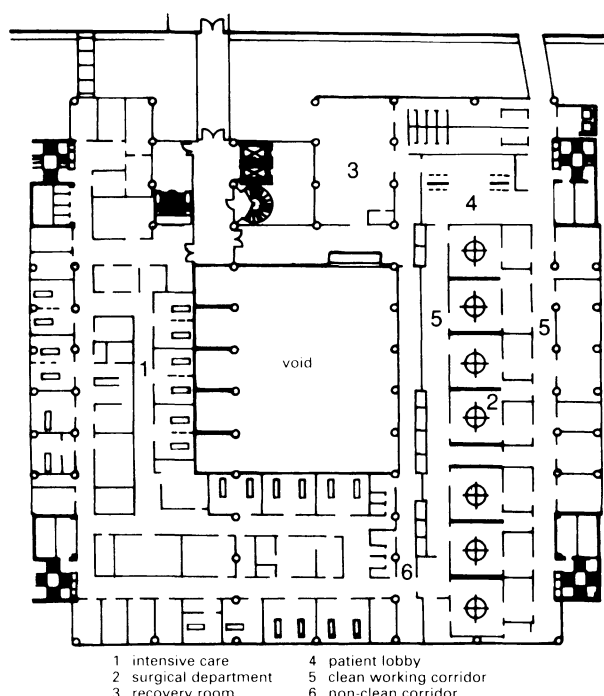 3
4
5
5
1
void
2
6
1 intensive care
2 surgical department
3 recovery room
4 patient lobby
5 clean working corridor
6 non-clean corridor